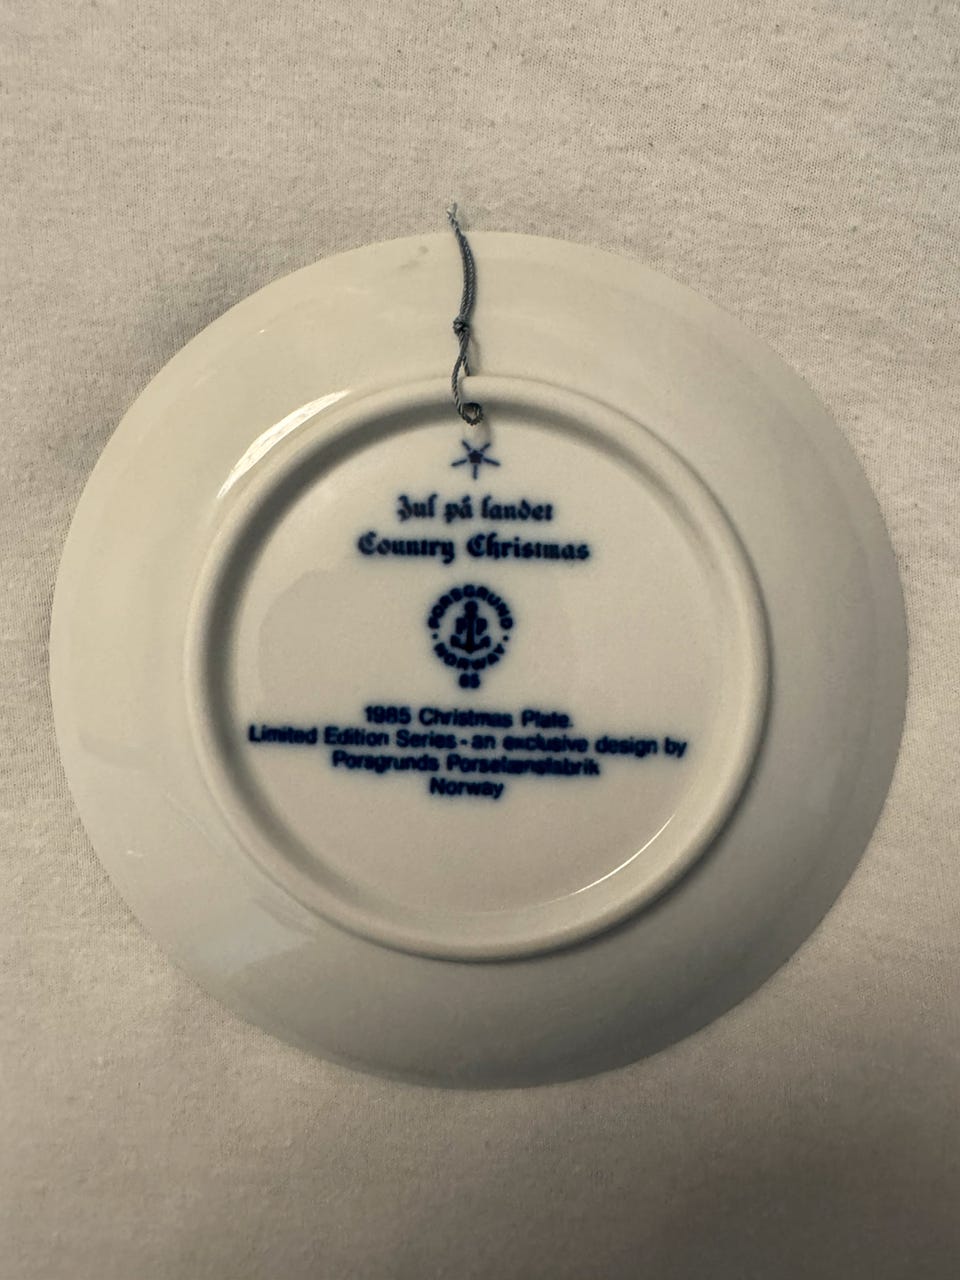 Jul på landet
Country Christmas
PORSGRUND
PP
NORWAY
85
1985 Christmas Plate.
Limited Edition Series - an exclusive design by
Porsgrunds Porselænsfabrik
Norway